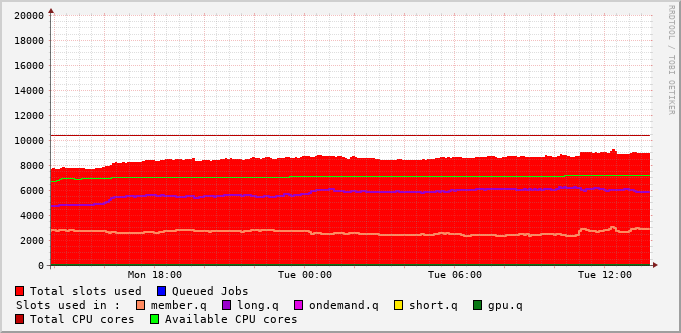 RRDTOOL / TOBI OETIKER
20000
18000
16000
14000
12000
10000
8000
6000
4000
2000
0
Mon 18:00 Tue 00:00 Tue 06:00 Tue 12:00
Total slots used Queued Jobs
Slots used in : member.q long.q ondemand.q short.q gpu.q
Total CPU cores Available CPU cores